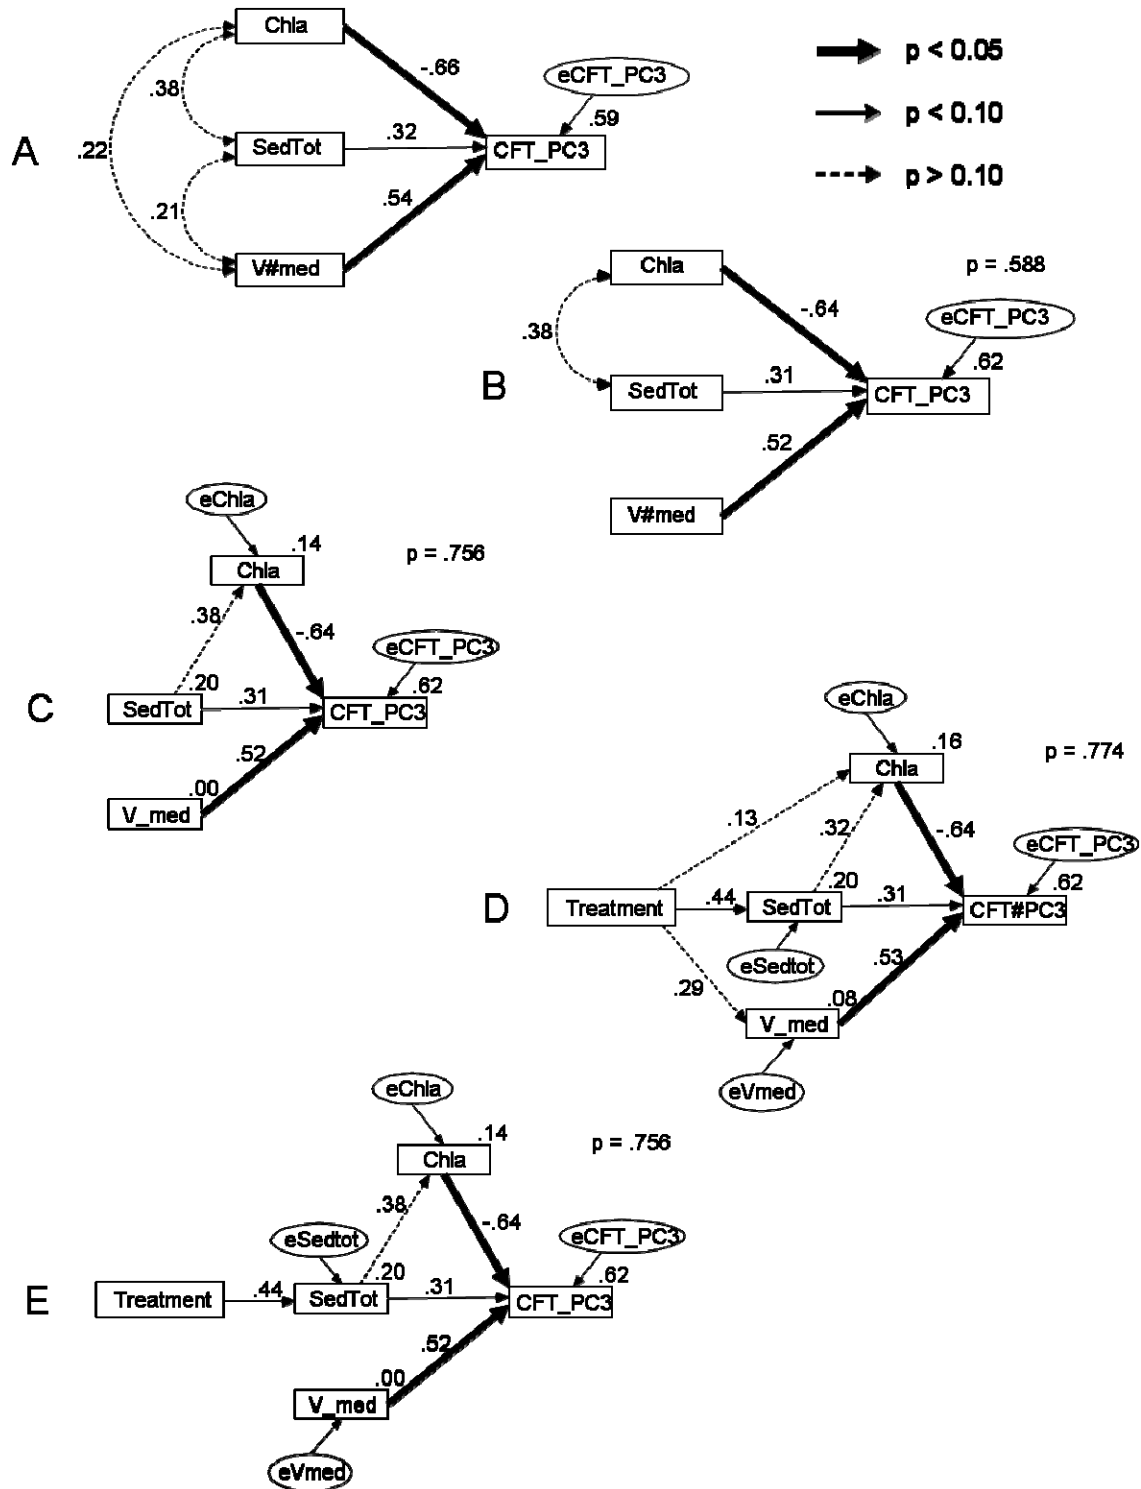 Chla
-.66
eCFT_PC3
p < 0.05
.38
.59
p < 0.10
A
.22
SedTot
.32
CFT_PC3
p > 0.10
.21
.54
V#med
Chla
p = .588
-.64
eCFT_PC3
.38
.62
B
SedTot
.31
CFT_PC3
.52
V#med
eChla
.14
p = .756
Chla
.38
-.64
eCFT_PC3
.20
.62
C
SedTot
.31
CFT_PC3
.52
.00
V_med
eChla
.16
p = .774
Chla
.13
.32
-.64
eCFT_PC3
.20
.62
D
Treatment
.44
SedTot
.31
CFT#PC3
eSedtot
.53
.29
.08
V_med
eVmed
eChla
.14
p = .756
Chla
.38
-.64
eSedtot
eCFT_PC3
.20
.62
E
Treatment
.44
SedTot
.31
CFT_PC3
.52
.00
V_med
eVmed